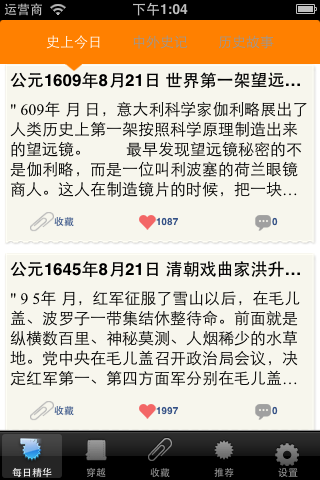 运营商 下午1:04
史上今日
公元1609年8月21日 世界第一架望远...
" 609年 月 日，意大利科学家伽利略展出了
人类历史上第一架按照科学原理制造出来
的望远镜。 最早发现望远镜秘密的不
是伽利略，而是一位叫利波塞的荷兰眼镜
商人。这人在制造镜片的时候，把一块...
收藏 1087 0
公元1645年8月21日 清朝戏曲家洪升...
" 9 5年 月，红军征服了雪山以后，在毛儿
盖、波罗子一带集结休整待命。前面就是
纵横数百里、神秘莫测、人烟稀少的水草
地。党中央在毛儿盖召开政治局会议，决
定红军第一、第四方面军分别在毛儿...
收藏 1997 0
每日精华 穿越 收藏 推荐 设置